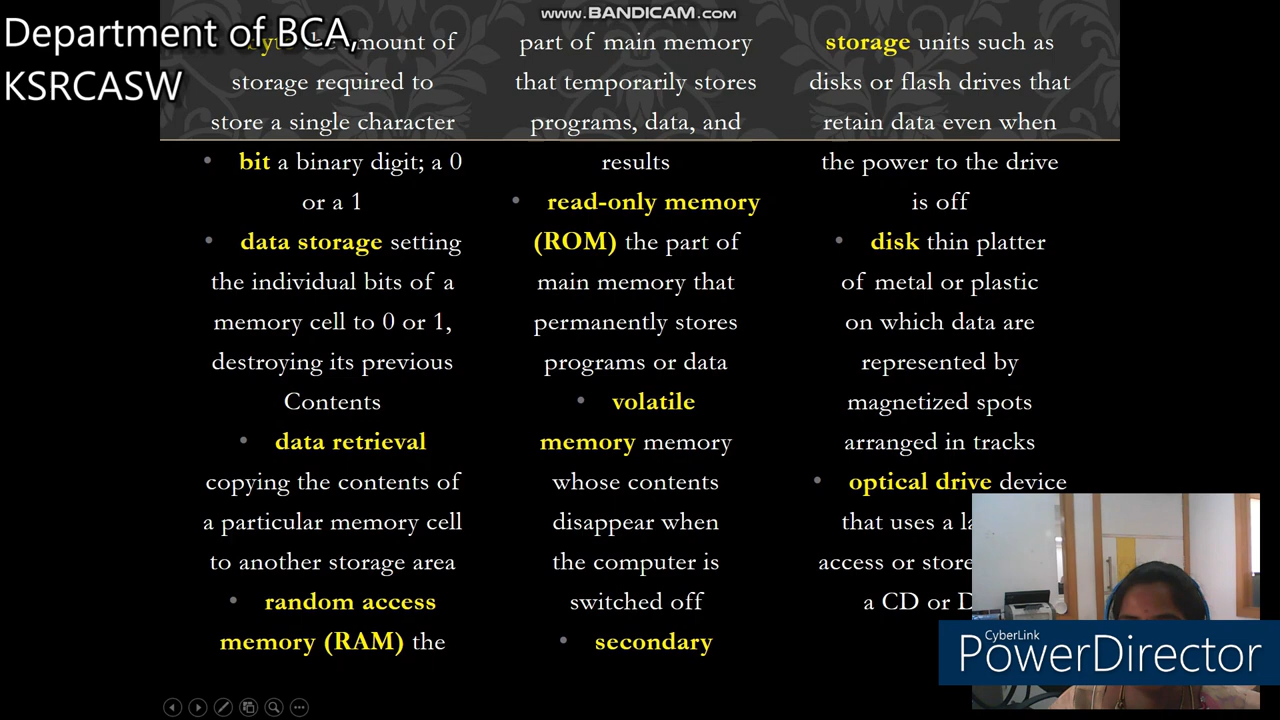 www.BANDICAM.com
Department of BCA,
KSRCASW
amount of
storage required to
store a single character
• bit a binary digit; a 0
or a 1
• data storage setting
the individual bits of a
memory cell to 0 or 1,
destroying its previous
Contents
• data retrieval
copying the contents of
a particular memory cell
to another storage area
• random access
memory (RAM) the
part of main memory
that temporarily stores
programs, data, and
results
• read-only memory
(ROM) the part of
main memory that
permanently stores
programs or data
• volatile
memory memory
whose contents
disappear when
the computer is
switched off
• secondary
storage units such as
disks or flash drives that
retain data even when
the power to the drive
is off
• disk thin platter
of metal or plastic
on which data are
represented by
magnetized spots
arranged in tracks
• optical drive device
that uses a
access or store
a CD or
CyberLink
PowerDirector